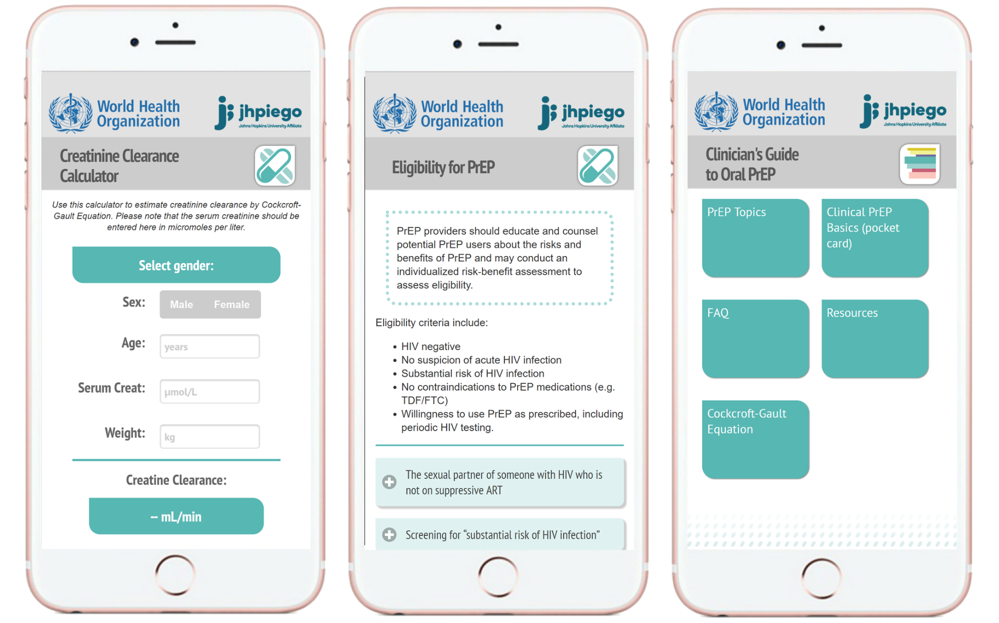 World Health
Organization
jhpiego
Johns Hopkins University Affiliate
Creatinine Clearance
Calculator
Use this calculator to estimate creatinine clearance by Cockcroft-
Gault Equation. Please note that the serum creatinine should be
entered here in micromoles per liter.
Select gender:
Sex:
Male
Female
Age:
years
Serum Creat:
µmol/L
Weight:
kg
Creatine Clearance:
-- mL/min
World Health
Organization
jhpiego
Johns Hopkins University Affiliate
Eligibility for PrEP
PrEP providers should educate and counsel
potential PrEP users about the risks and
benefits of PrEP and may conduct an
individualized risk-benefit assessment to
assess eligibility.
Eligibility criteria include:
• HIV negative
• No suspicion of acute HIV infection
• Substantial risk of HIV infection
• No contraindications to PrEP medications (e.g.
TDF/FTC)
• Willingness to use PrEP as prescribed, including
periodic HIV testing.
The sexual partner of someone with HIV who is
not on suppressive ART
Screening for “substantial risk of HIV infection”
World Health
Organization
jhpiego
Johns Hopkins University Affiliate
Clinician's Guide
to Oral PrEP
PrEP Topics
Clinical PrEP
Basics (pocket
card)
FAQ
Resources
Cockcroft-Gault
Equation